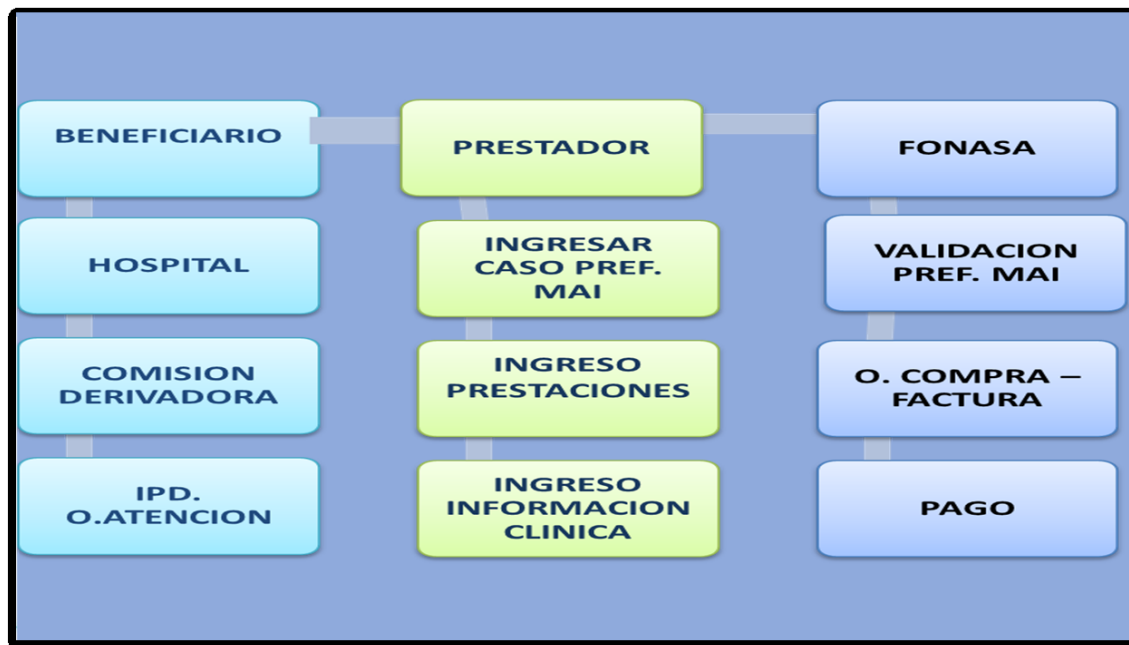 BENEFICIARIO
HOSPITAL
COMISION
DERIVADORA
IPD.
O.ATENCION
PRESTADOR
INGRESAR
CASO PREF.
MAI
INGRESO
PRESTACIONES
INGRESO
INFORMACION
CLINICA
FONASA
VALIDACION
PREF. MAI
O. COMPRA –
FACTURA
PAGO